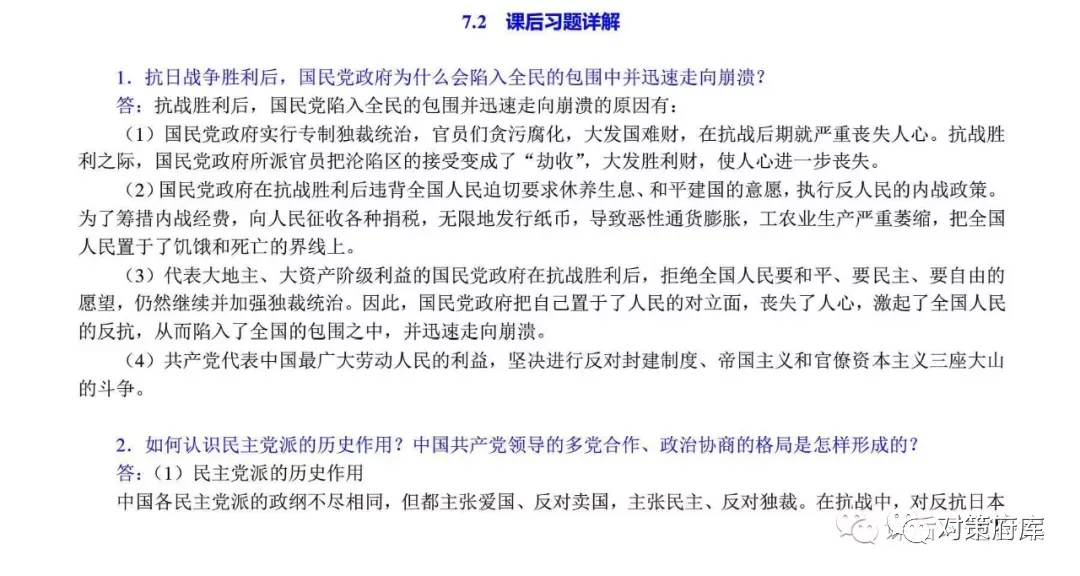 7.2 课后习题详解
1．抗日战争胜利后，国民党政府为什么会陷入全民的包围中并迅速走向崩溃？
答：抗战胜利后，国民党陷入全民的包围并迅速走向崩溃的原因有：
（1）国民党政府实行专制独裁统治，官员们贪污腐化，大发国难财，在抗战后期就严重丧失人心。抗战胜
利之际，国民党政府所派官员把沦陷区的接受变成了“劫收”，大发胜利财，使人心进一步丧失。
（2）国民党政府在抗战胜利后违背全国人民迫切要求休养生息、和平建国的意愿，执行反人民的内战政策。
为了筹措内战经费，向人民征收各种捐税，无限地发行纸币，导致恶性通货膨胀，工农业生产严重萎缩，把全国
人民置于了饥饿和死亡的界线上。
（3）代表大地主、大资产阶级利益的国民党政府在抗战胜利后，拒绝全国人民要和平、要民主、要自由的
愿望，仍然继续并加强独裁统治。因此，国民党政府把自己置于了人民的对立面，丧失了人心，激起了全国人民
的反抗，从而陷入了全国的包围之中，并迅速走向崩溃。
（4）共产党代表中国最广大劳动人民的利益，坚决进行反对封建制度、帝国主义和官僚资本主义三座大山
的斗争。
2．如何认识民主党派的历史作用？中国共产党领导的多党合作、政治协商的格局是怎样形成的？
答：（1）民主党派的历史作用
中国各民主党派的政纲不尽相同，但都主张爱国、反对卖国，主张民主、反对独裁。在抗战中，对反抗日本
对策府库